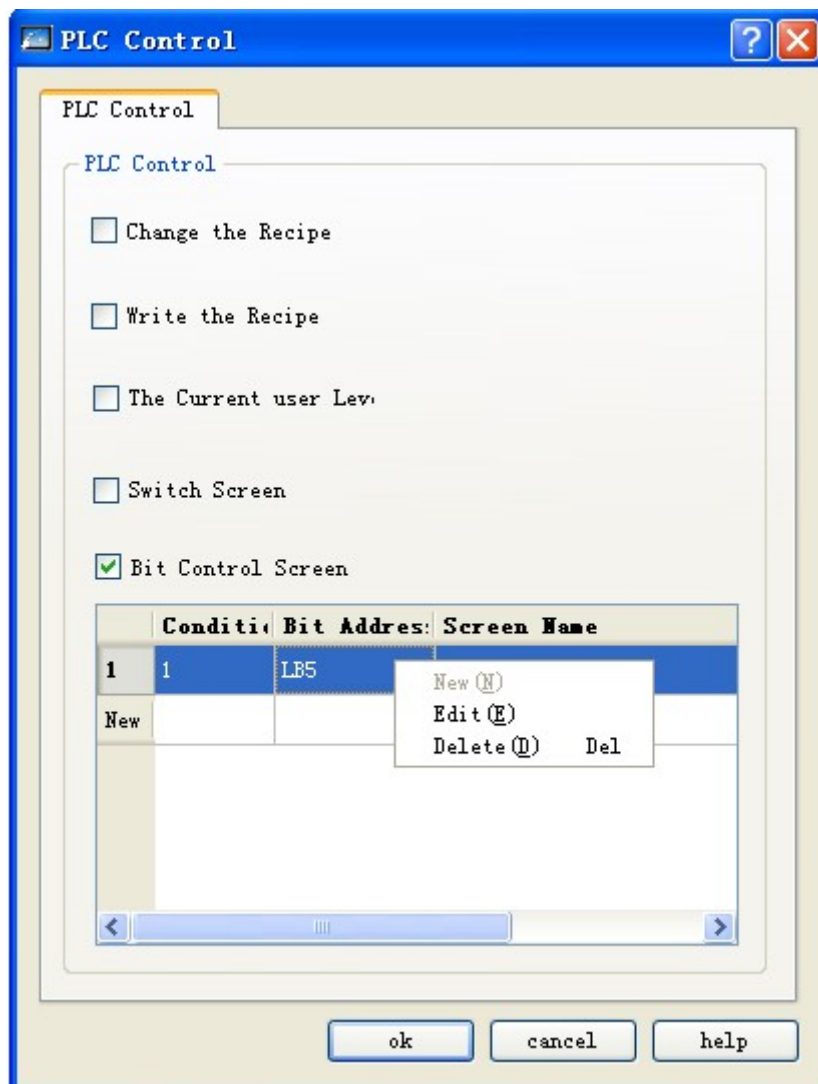 PLC Control
PLC Control
PLC Control
Change the Recipe
Write the Recipe
The Current user Lev
Switch Screen
Bit Control Screen
Conditi Bit Addres Screen Name
1 1 LB5
New(N)
Edit(E)
New
Delete(D) Del
ok cancel help